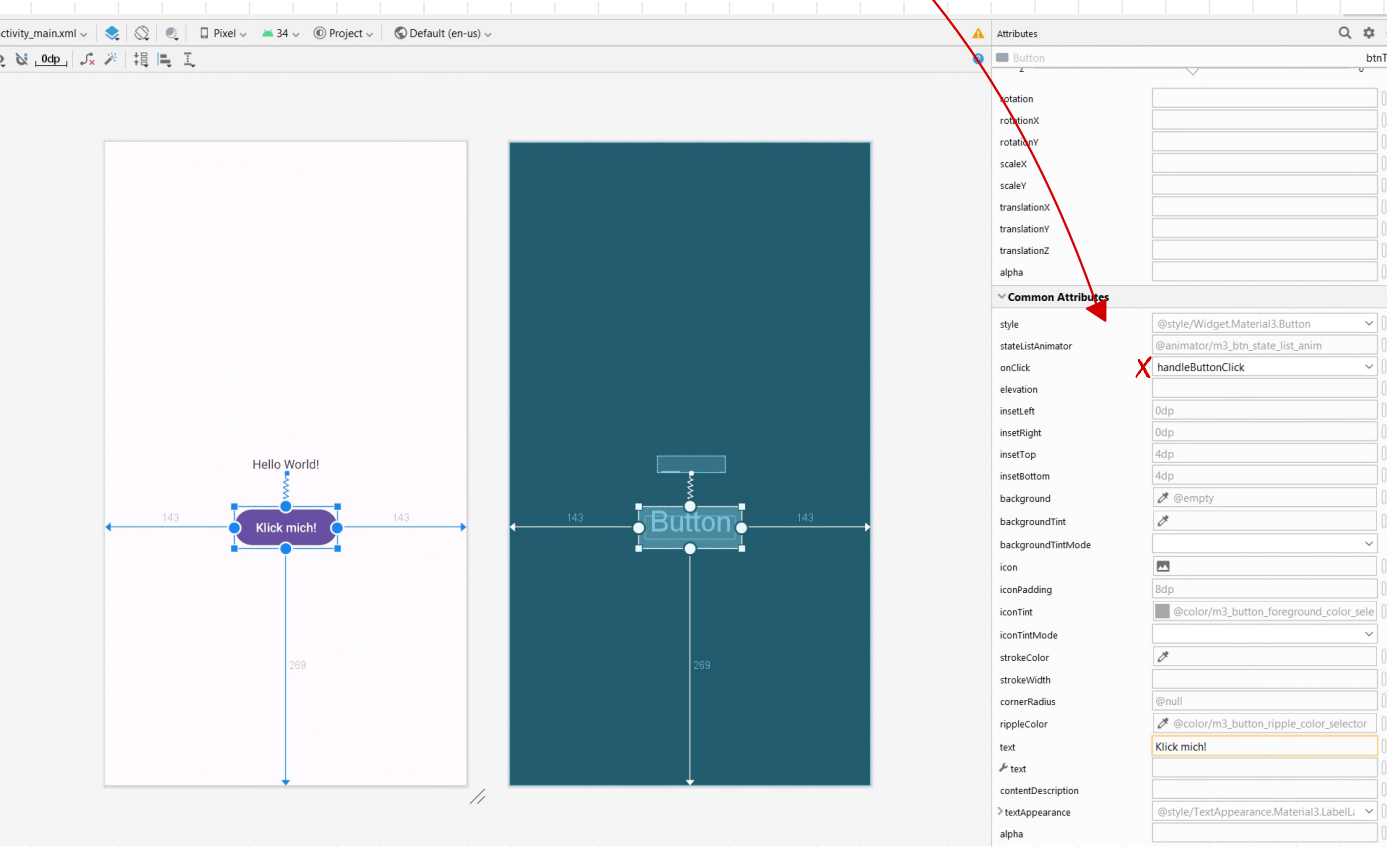 ctivity_main.xml Pixel 34 Project Default (en-us) Attributes
0dp Button btnT
rotation
rotationX
rotationY
scaleX
scaleY
translationX
translationY
translationZ
alpha
Common Attributes
style @style/Widget.Material3.Button
stateListAnimator @animator/m3_btn_state_list_anim
onClick X handleButtonClick
elevation
insetLeft 0dp
insetRight 0dp
insetTop 4dp
insetBottom 4dp
background @empty
backgroundTint
backgroundTintMode
icon
iconPadding 8dp
iconTint @color/m3_button_foreground_color_sele
iconTintMode
strokeColor
strokeWidth
cornerRadius @null
rippleColor @color/m3_button_ripple_color_selector
text Klick mich!
text
contentDescription
textAppearance @style/TextAppearance.Material3.LabelLa
alpha
Hello World!
143 Klick mich! 143
269
143 Button 143
269